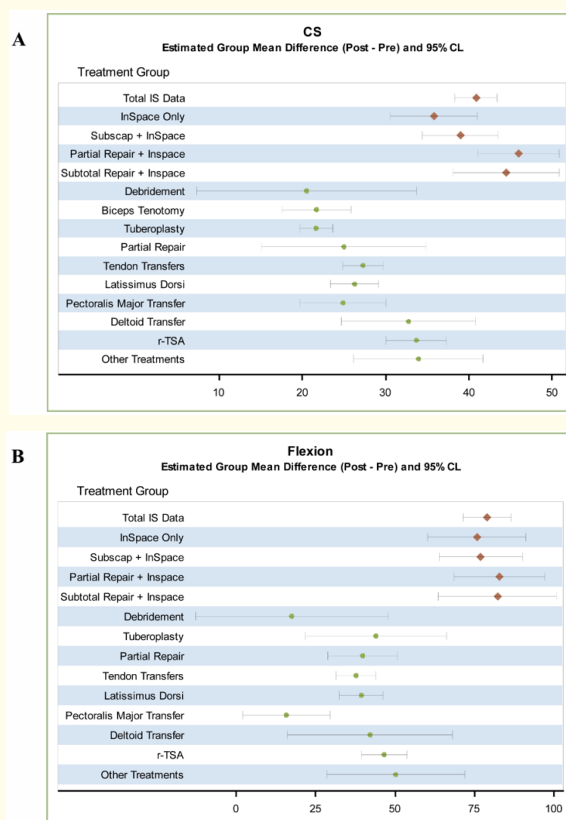 A
CS
Estimated Group Mean Difference (Post - Pre) and 95% CL
Treatment Group
Total IS Data
InSpace Only
Subscap + InSpace
Partial Repair + Inspace
Subtotal Repair + Inspace
Debridement
Biceps Tenotomy
Tuberoplasty
Partial Repair
Tendon Transfers
Latissimus Dorsi
Pectoralis Major Transfer
Deltoid Transfer
r-TSA
Other Treatments
10 20 30 40 50
B
Flexion
Estimated Group Mean Difference (Post - Pre) and 95% CL
Treatment Group
Total IS Data
InSpace Only
Subscap + InSpace
Partial Repair + Inspace
Subtotal Repair + Inspace
Debridement
Tuberoplasty
Partial Repair
Tendon Transfers
Latissimus Dorsi
Pectoralis Major Transfer
Deltoid Transfer
r-TSA
Other Treatments
0 25 50 75 100